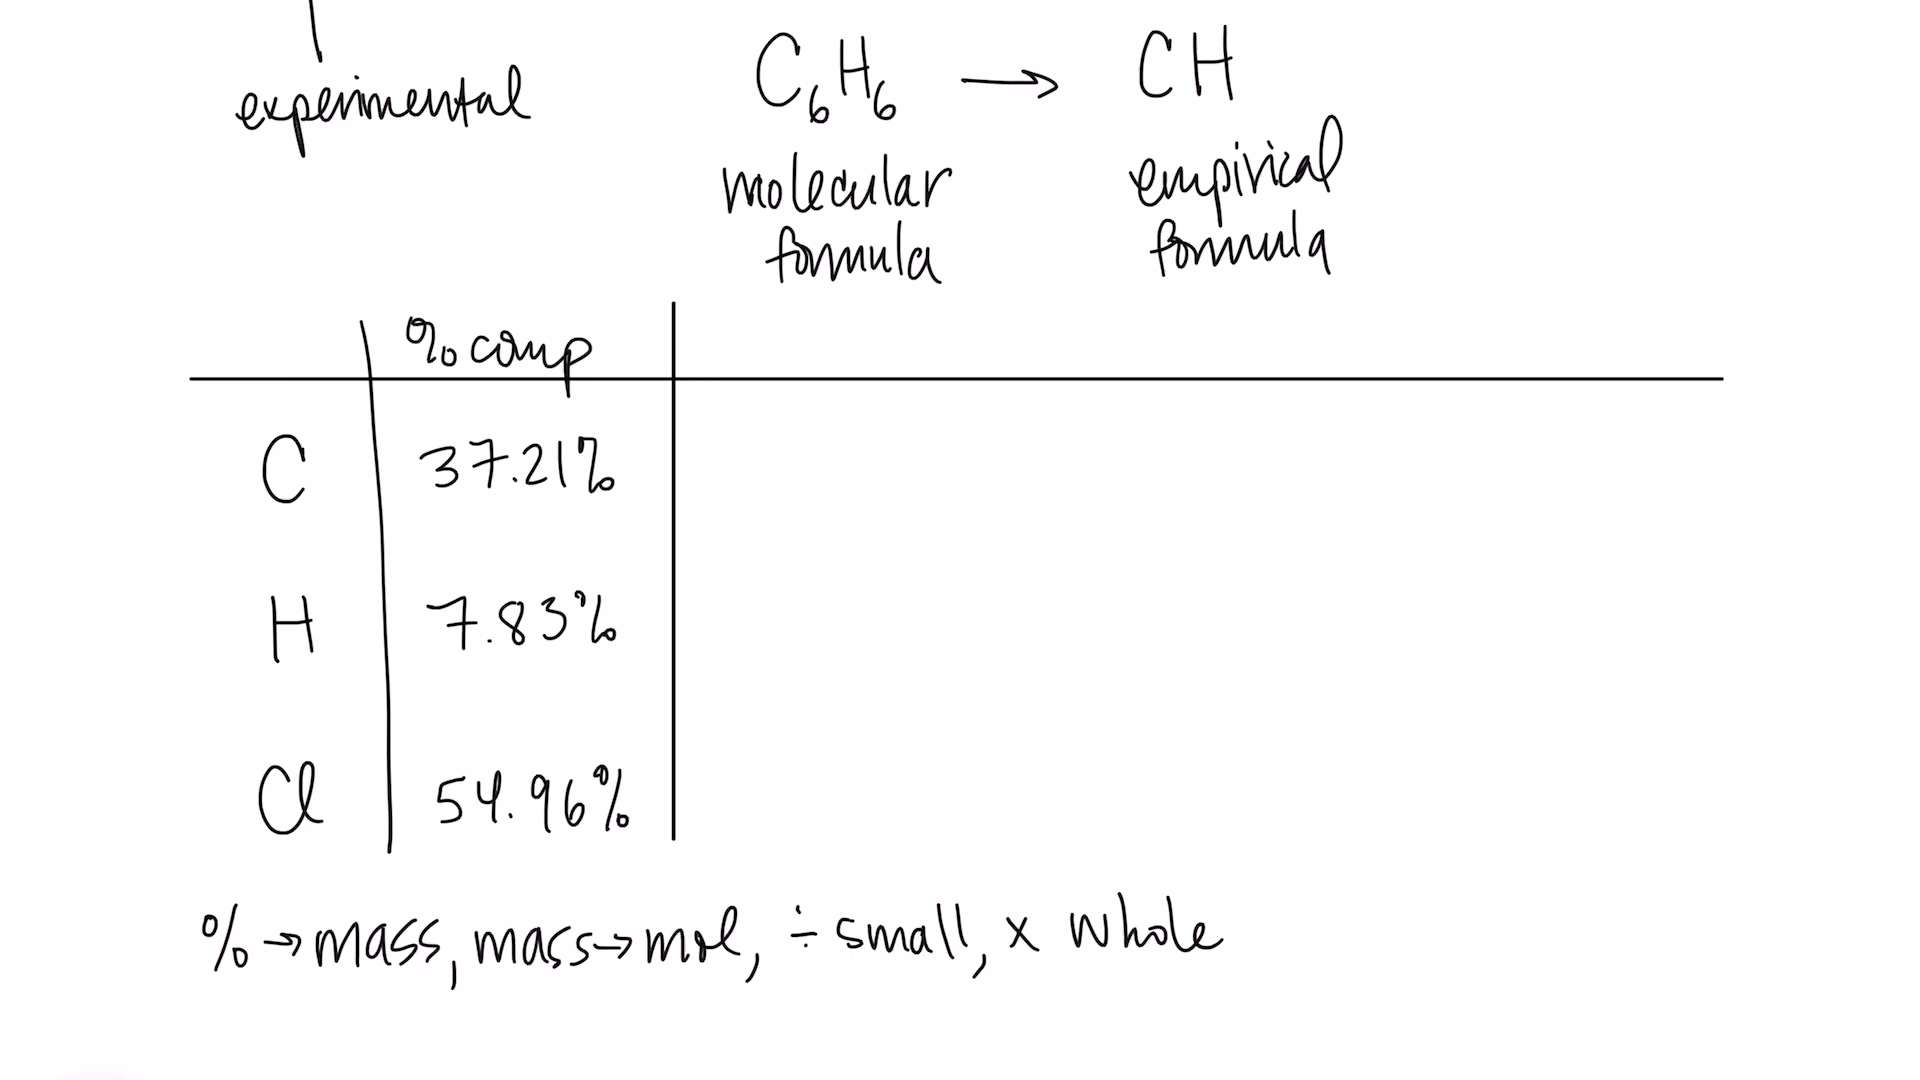 experimental
C₆H₆ → CH
molecular formula
empirical formula
% comp
C 37.21%
H 7.83%
Cl 54.96%
% → mass, mass → mol, ÷ small, x whole